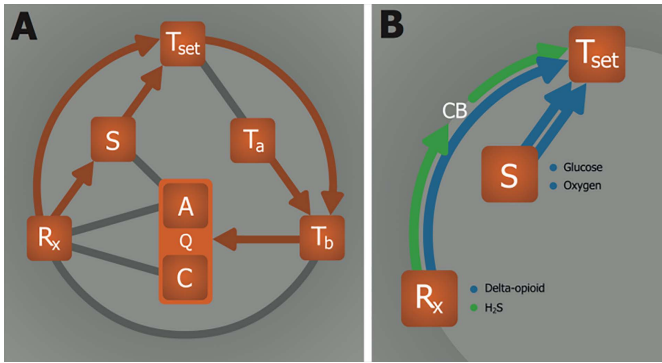 A
Tset
S
Ta
A
Q
C
Rx
Tb
B
Tset
CB
S
Glucose
Oxygen
Rx
Delta-opioid
H2S